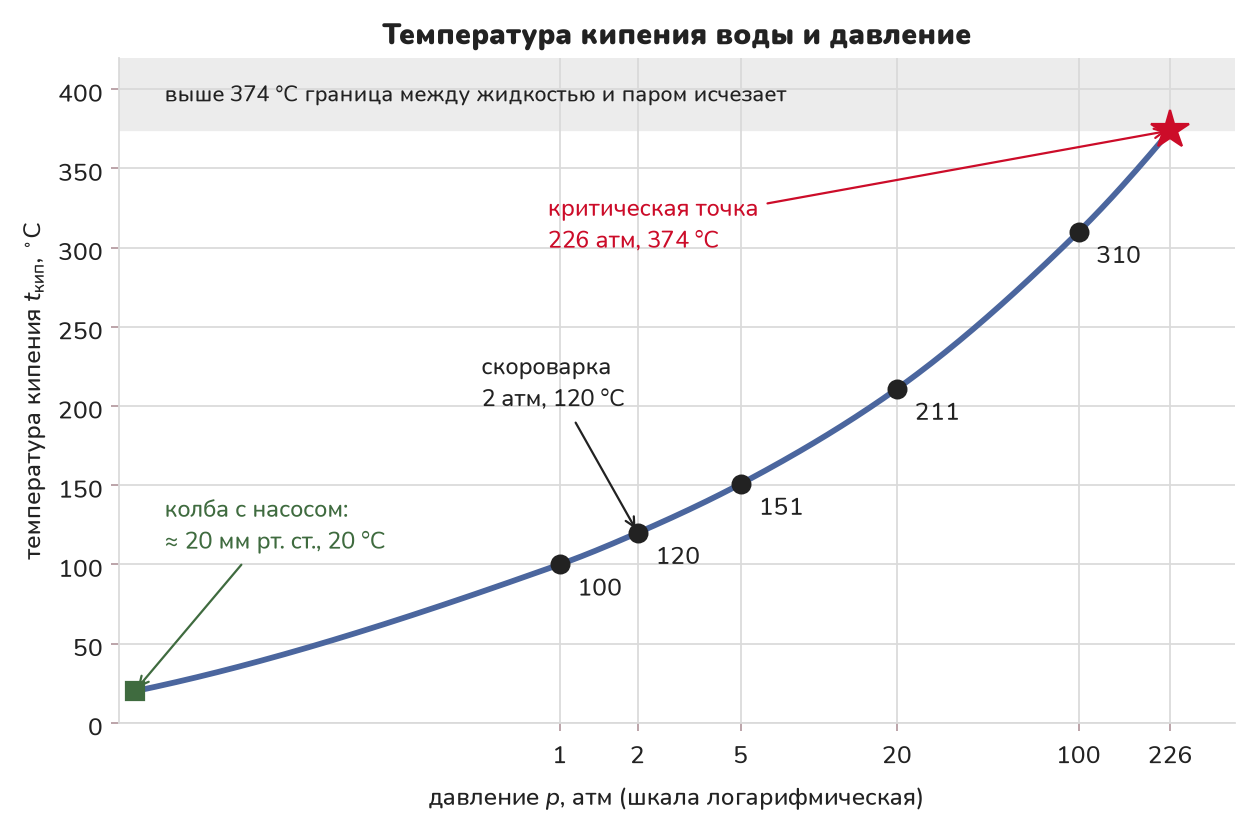 Температура кипения воды и давление
выше 374 °C граница между жидкостью и паром исчезает
критическая точка
226 атм, 374 °C
скороварка
2 атм, 120 °C
колба с насосом:
≈ 20 мм рт. ст., 20 °C
100
120
151
211
310
400
350
300
250
200
150
100
50
0
температура кипения tкип, °C
1 2 5 20 100 226
давление p, атм (шкала логарифмическая)